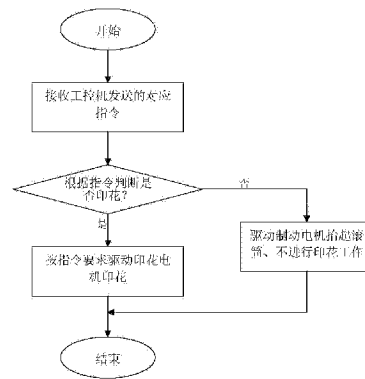 开始
接收工控机发送的对应
指令
根据指令判断是
否印花?
否
是
按指令要求驱动印花电
机印花
驱动制动电机抬起滚
筒、不进行印花工作
结束